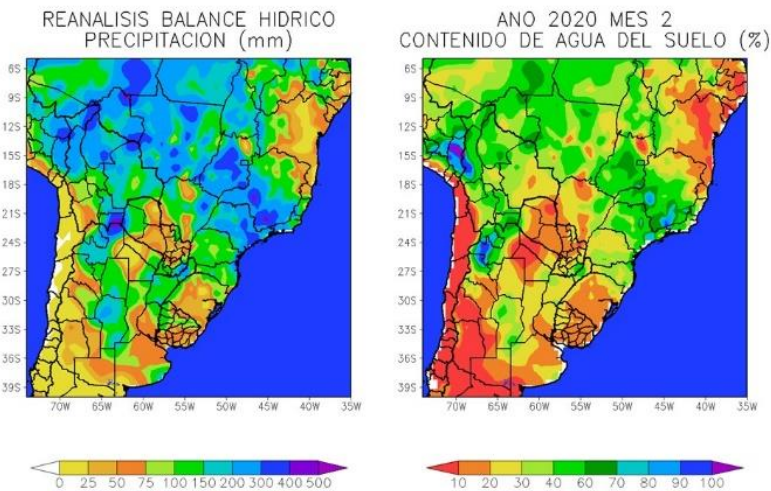 REANALISIS BALANCE HIDRICO
PRECIPITACION (mm)
6S
9S
12S
15S
18S
21S
24S
27S
30S
33S
36S
39S
70W 65W 60W 55W 50W 45W 40W 35W
0 25 50 75 100 150 200 300 400 500
ANO 2020 MES 2
CONTENIDO DE AGUA DEL SUELO (%)
6S
9S
12S
15S
18S
21S
24S
27S
30S
33S
36S
39S
70W 65W 60W 55W 50W 45W 40W 35W
10 20 30 40 60 70 80 90 100